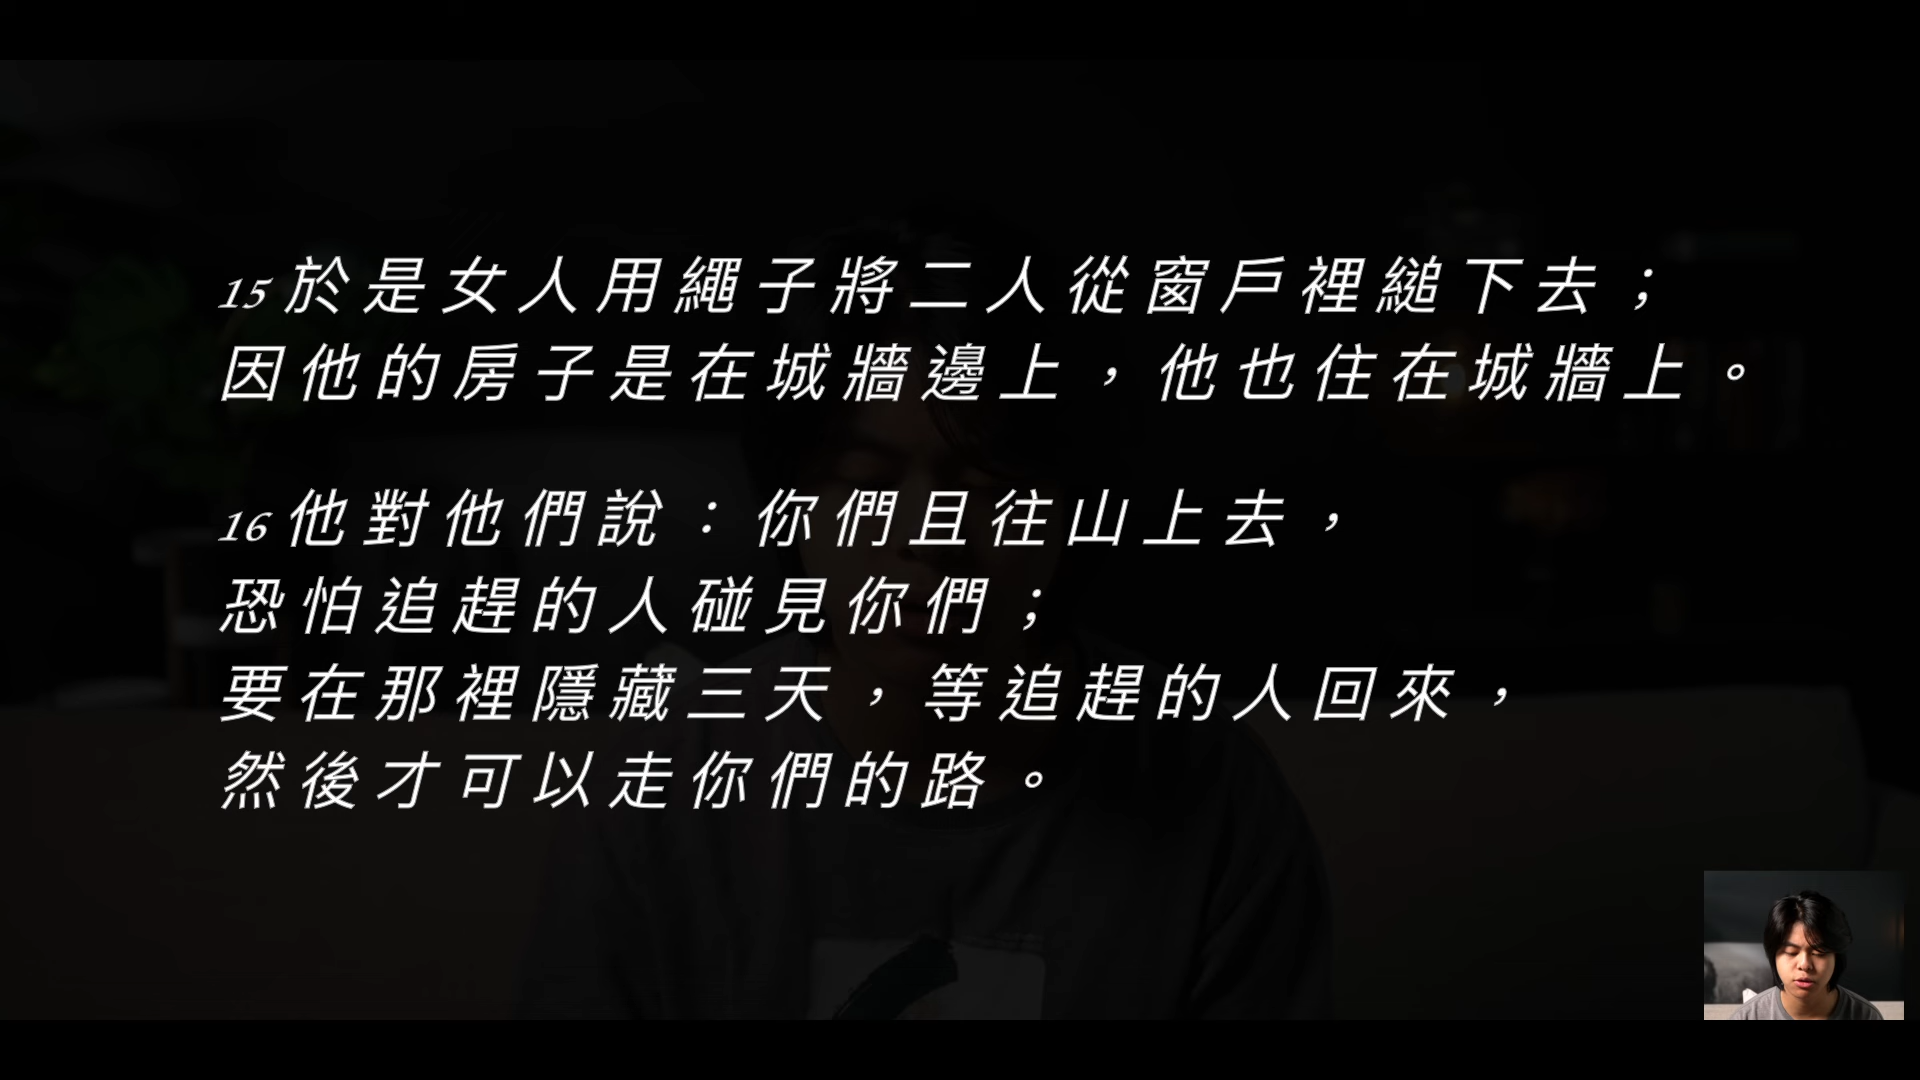 15於是女人用繩子將二人從窗戶裡縋下去；
因他的房子是在城牆邊上，他也住在城牆上。
16他對他們說：你們且往山上去，
恐怕追趕的人碰見你們；
要在那裡隱藏三天，等追趕的人回來，
然後才可以走你們的路。